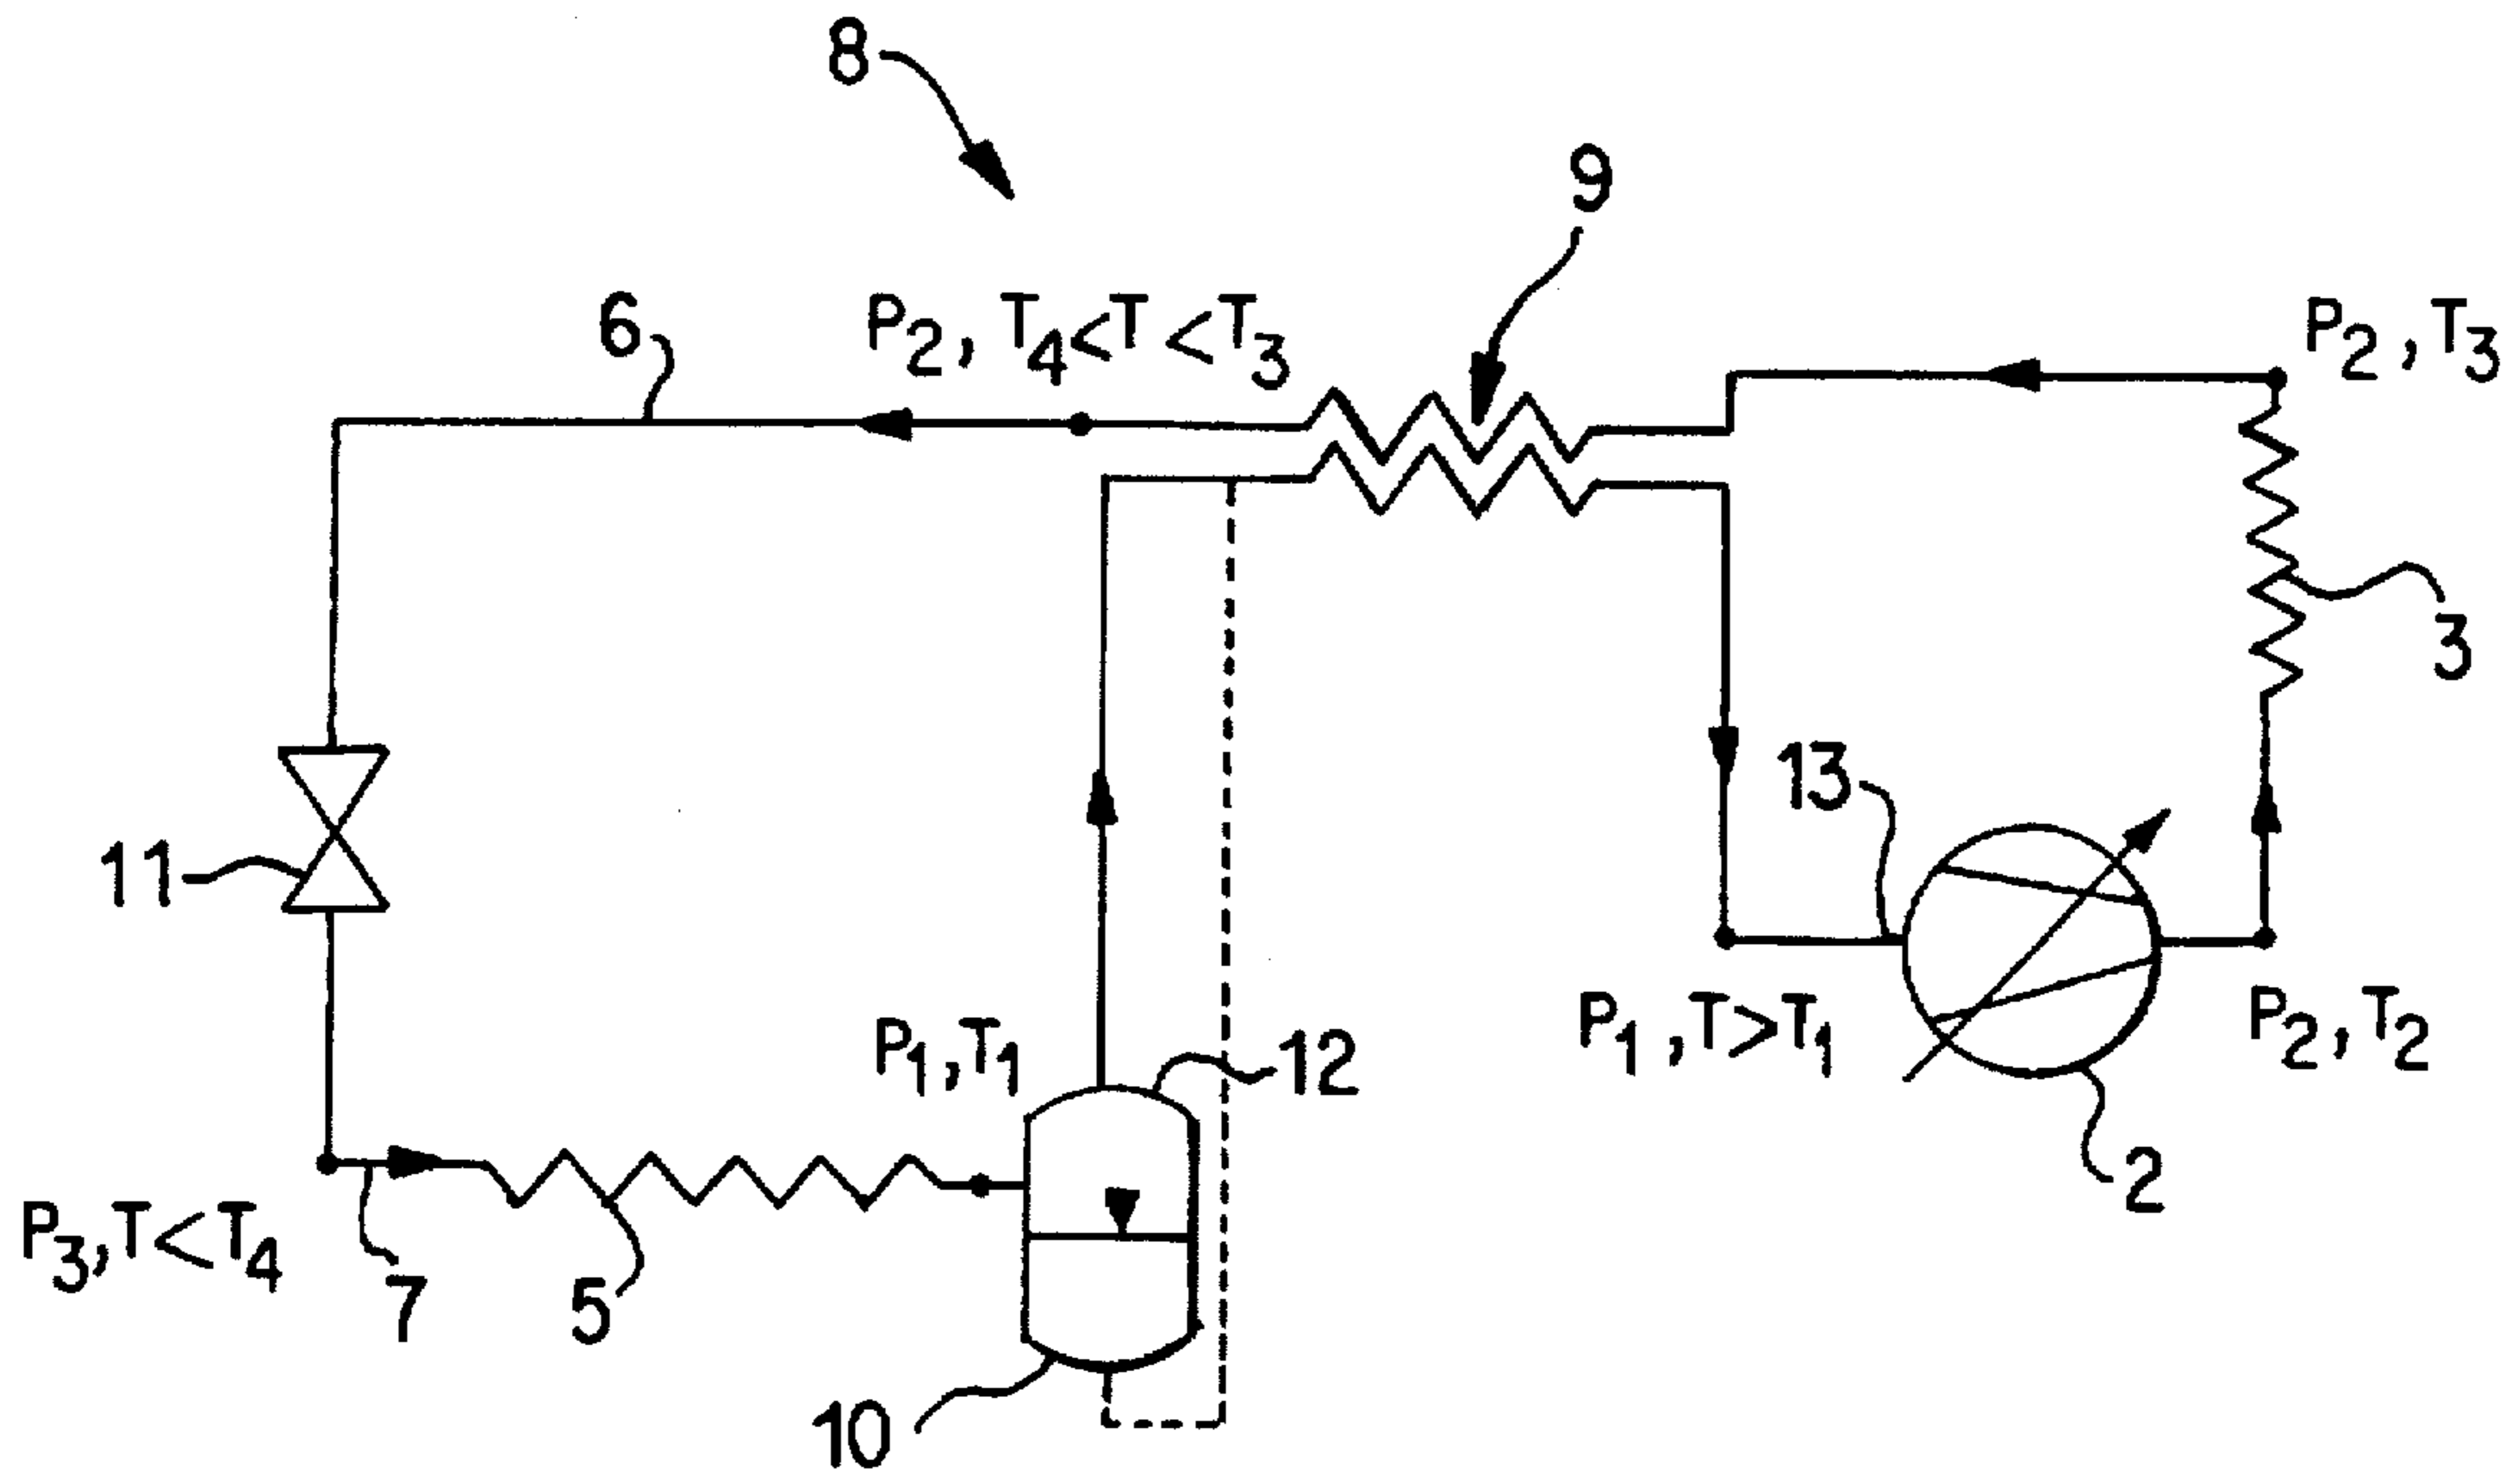 8
9
6
P2, T4<T<T3
P2, T3
3
13
11
P1, T1
12
P1, T>T1
P2, T2
2
P3, T<T4
7
5
10